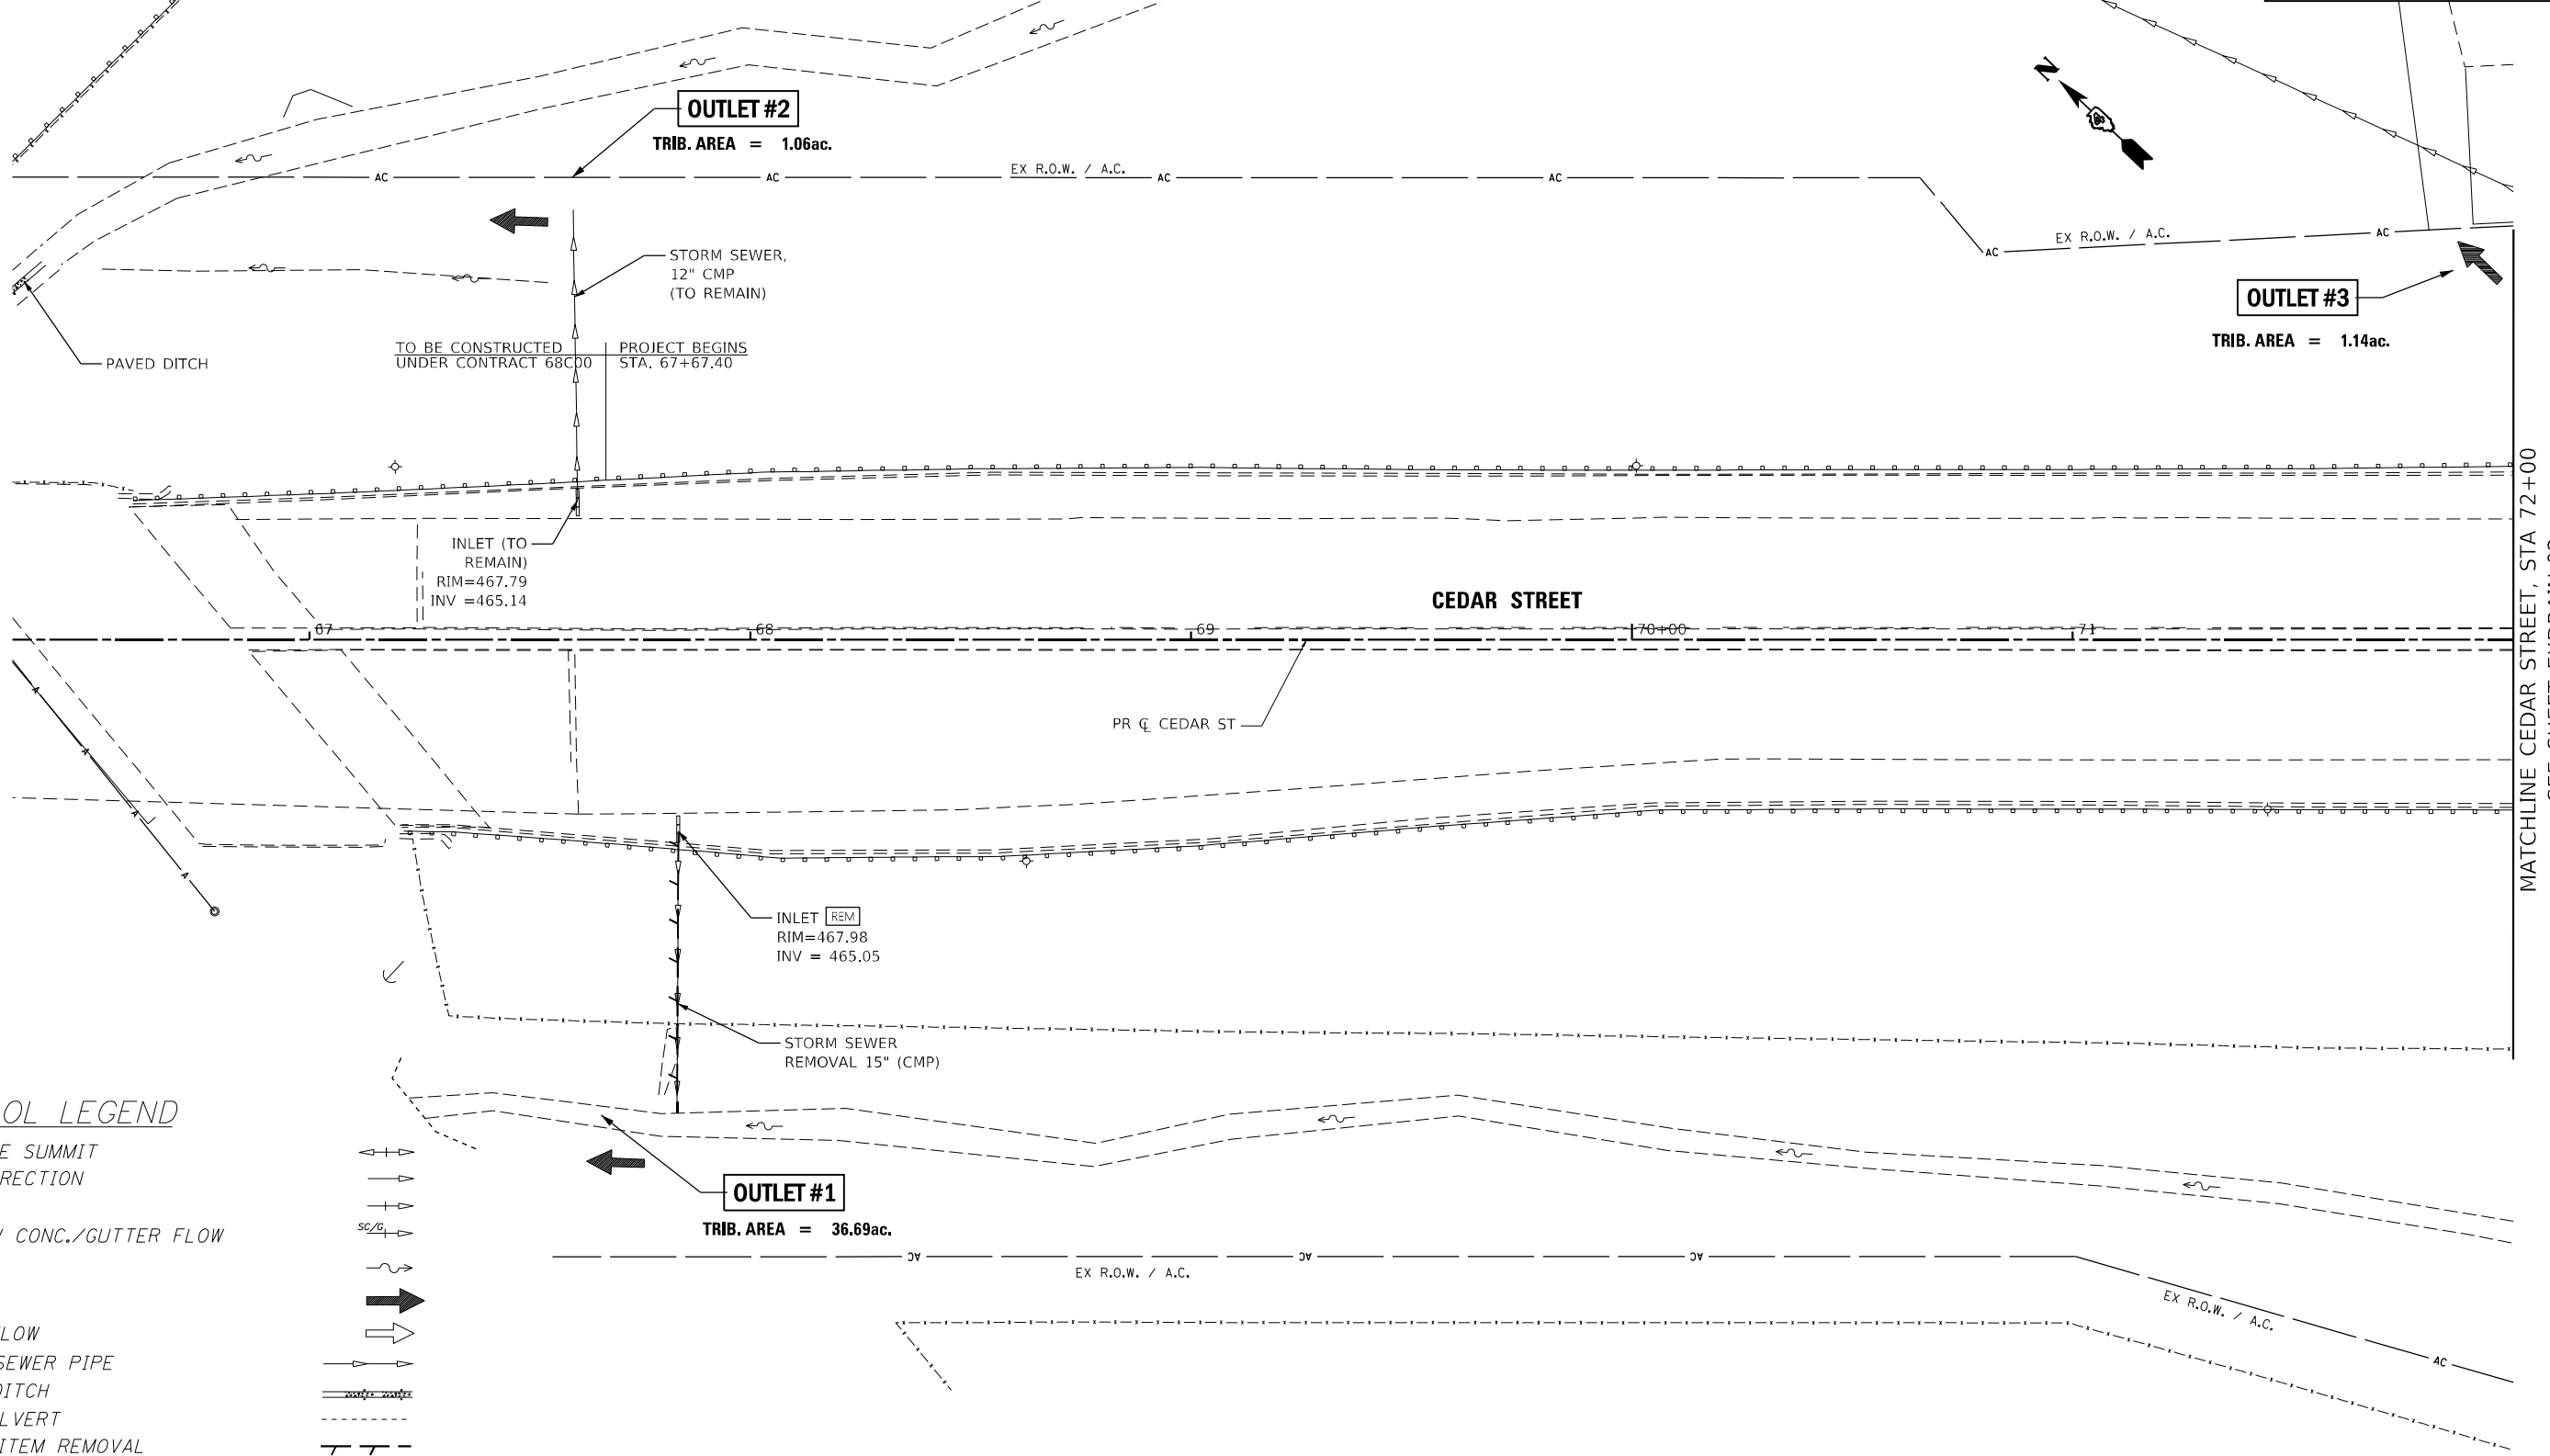 N
OUTLET #2
TRIB. AREA = 1.06ac.
EX R.O.W. / A.C.
AC
AC
AC
AC
AC
EX R.O.W. / A.C.
AC
STORM SEWER,
12" CMP
(TO REMAIN)
OUTLET #3
TRIB. AREA = 1.14ac.
TO BE CONSTRUCTED
UNDER CONTRACT 68C00
PROJECT BEGINS
STA. 67+67.40
PAVED DITCH
INLET (TO
REMAIN)
RIM=467.79
INV =465.14
CEDAR STREET
67
68
69
70+00
71
MATCHLINE CEDAR STREET, STA 72+00
PR ℄ CEDAR ST
A
A
A
A
INLET REM
RIM=467.98
INV = 465.05
STORM SEWER
REMOVAL 15" (CMP)
OUTLET #1
TRIB. AREA = 36.69ac.
AC
AC
AC
EX R.O.W. / A.C.
EX R.O.W. / A.C.
AC
OL LEGEND
E SUMMIT
RECTION
CONC./GUTTER FLOW
SC/G
LOW
SEWER PIPE
DITCH
LVERT
ITEM REMOVAL